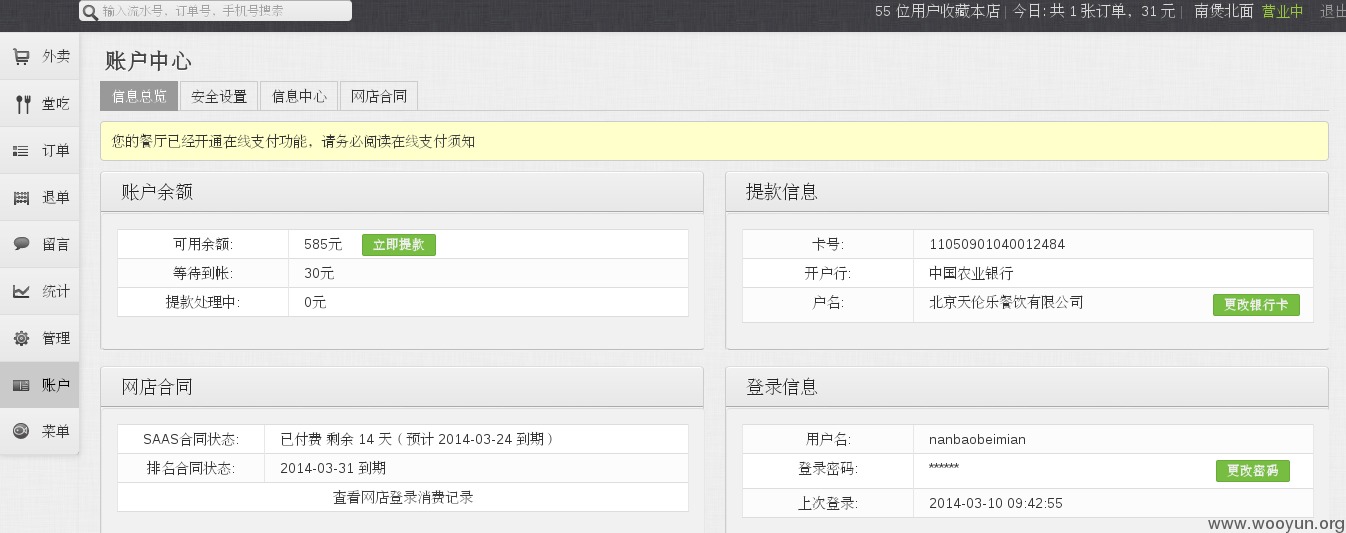 输入流水号，订单号，手机号搜索
55 位用户收藏本店 | 今日: 共 1 张订单，31 元 | 南煲北面 营业中 退出
外卖
堂吃
订单
退单
留言
统计
管理
账户
菜单
账户中心
信息总览 安全设置 信息中心 网店合同
您的餐厅已经开通在线支付功能，请务必阅读在线支付须知
账户余额
可用余额: 585元 立即提款
等待到帐: 30元
提款处理中: 0元
提款信息
卡号: 11050901040012484
开户行: 中国农业银行
户名: 北京天伦乐餐饮有限公司 更改银行卡
网店合同
SAAS合同状态: 已付费 剩余 14 天（预计 2014-03-24 到期）
排名合同状态: 2014-03-31 到期
查看网店登录消费记录
登录信息
用户名: nanbaobeimian
登录密码: ****** 更改密码
上次登录: 2014-03-10 09:42:55
www.wooyun.org